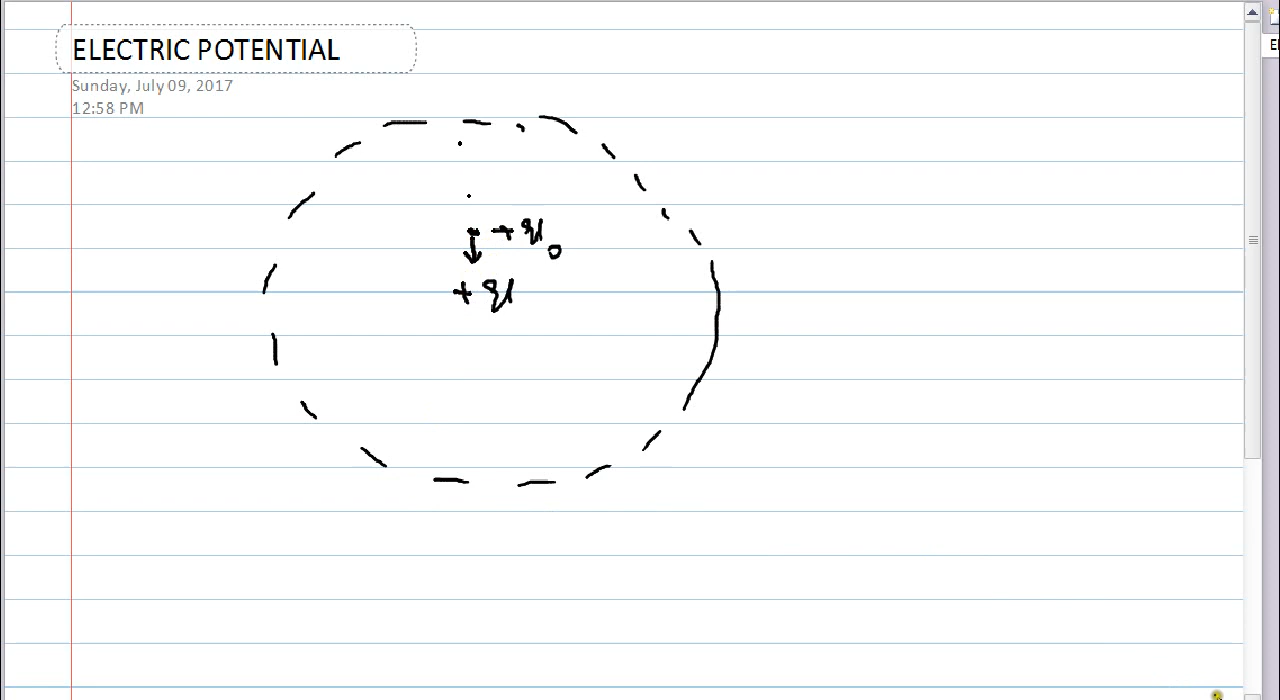 ELECTRIC POTENTIAL
Sunday, July 09, 2017
12:58 PM
+q0
+q